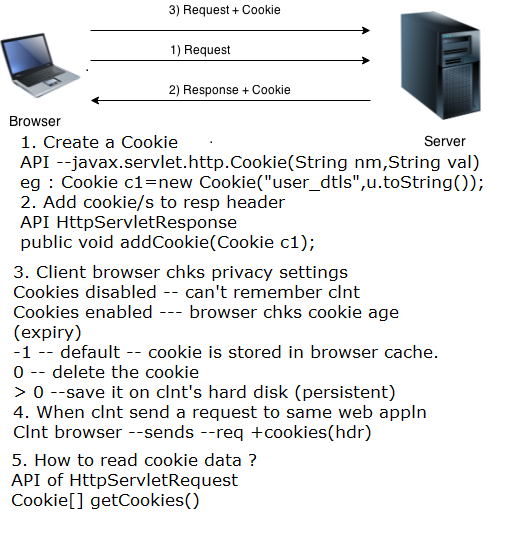 3) Request + Cookie
1) Request
2) Response + Cookie
Browser
Server
1. Create a Cookie
API --javax.servlet.http.Cookie(String nm,String val)
eg : Cookie c1=new Cookie("user_dtls",u.toString());
2. Add cookie/s to resp header
API HttpServletResponse
public void addCookie(Cookie c1);
3. Client browser chks privacy settings
Cookies disabled -- can't remember clnt
Cookies enabled --- browser chks cookie age
(expiry)
-1 -- default -- cookie is stored in browser cache.
0 -- delete the cookie
> 0 --save it on clnt's hard disk (persistent)
4. When clnt send a request to same web appln
Clnt browser --sends --req +cookies(hdr)
5. How to read cookie data ?
API of HttpServletRequest
Cookie[] getCookies()